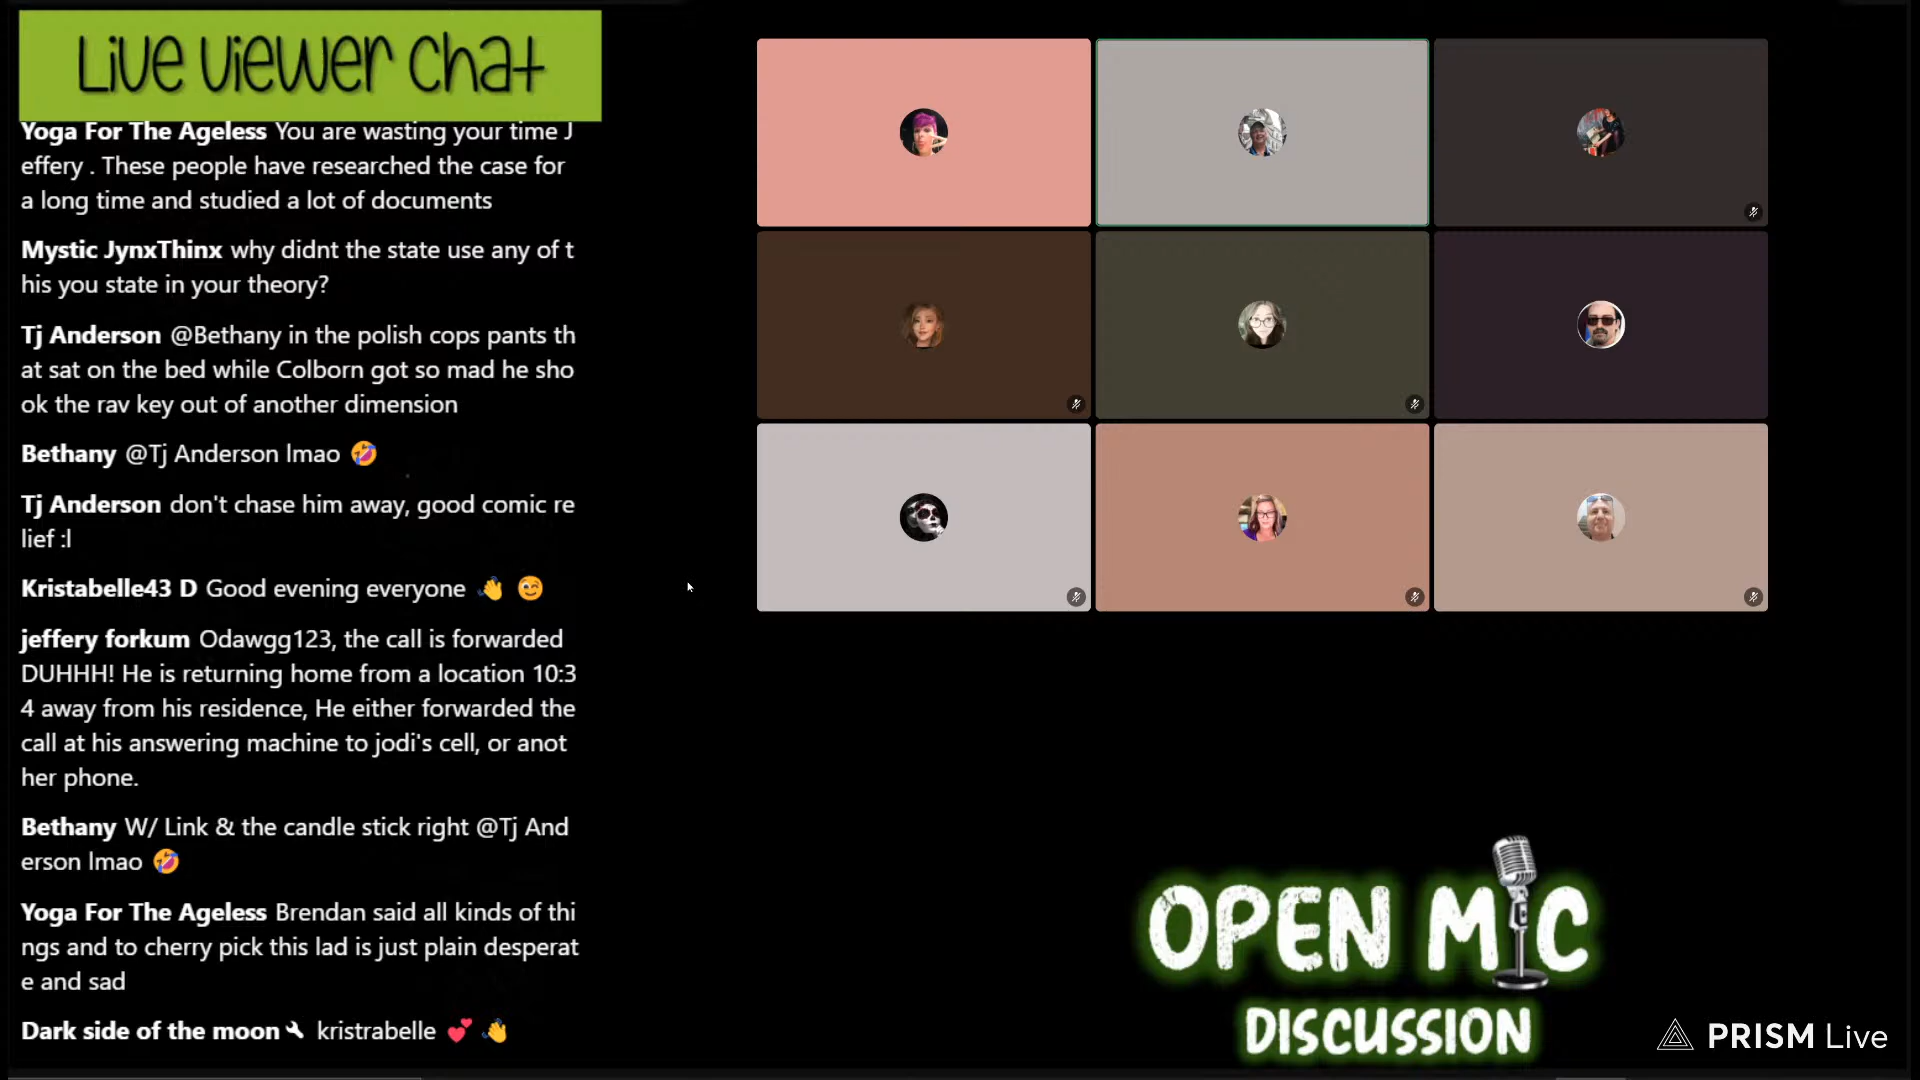 Live Viewer Chat
Yoga For The Ageless You are wasting your time J
effery . These people have researched the case for
a long time and studied a lot of documents
Mystic JynxThinx why didnt the state use any of t
his you state in your theory?
Tj Anderson @Bethany in the polish cops pants th
at sat on the bed while Colborn got so mad he sho
ok the rav key out of another dimension
Bethany @Tj Anderson lmao 🤣
Tj Anderson don't chase him away, good comic re
lief :l
Kristabelle43 D Good evening everyone 👋 😉
jeffery forkum Odawgg123, the call is forwarded
DUHHH! He is returning home from a location 10:3
4 away from his residence, He either forwarded the
call at his answering machine to jodi's cell, or anot
her phone.
Bethany W/ Link & the candle stick right @Tj And
erson lmao 🤣
Yoga For The Ageless Brendan said all kinds of thi
ngs and to cherry pick this lad is just plain desperat
e and sad
Dark side of the moon kristrabelle 💕 👋
OPEN MIC
DISCUSSION
PRISM Live